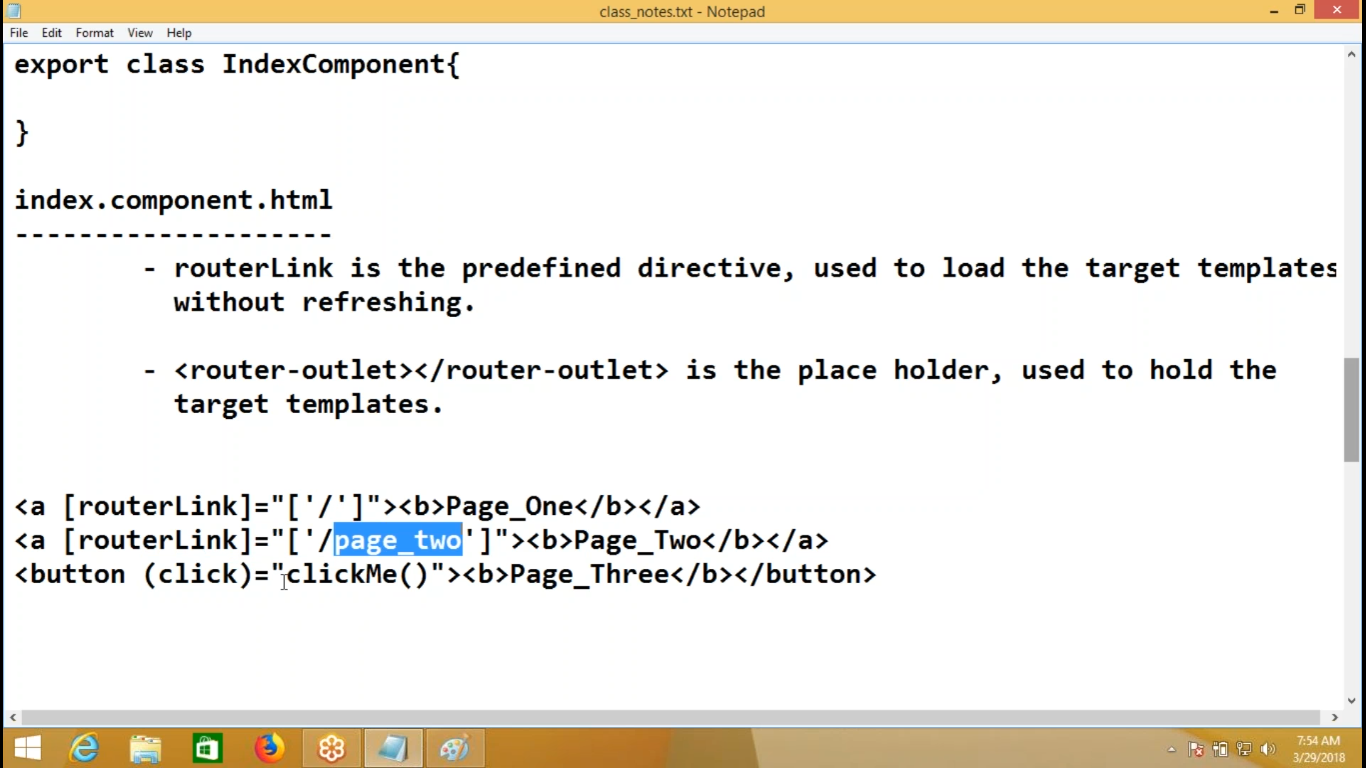 class_notes.txt - Notepad
File Edit Format View Help
export class IndexComponent{
}
index.component.html
--------------------
- routerLink is the predefined directive, used to load the target templates
without refreshing.
- <router-outlet></router-outlet> is the place holder, used to hold the
target templates.
<a [routerLink]="['/']"><b>Page_One</b></a>
<a [routerLink]="['/page_two']"><b>Page_Two</b></a>
<button (click)="clickMe()"><b>Page_Three</b></button>
7:54 AM
3/29/2018